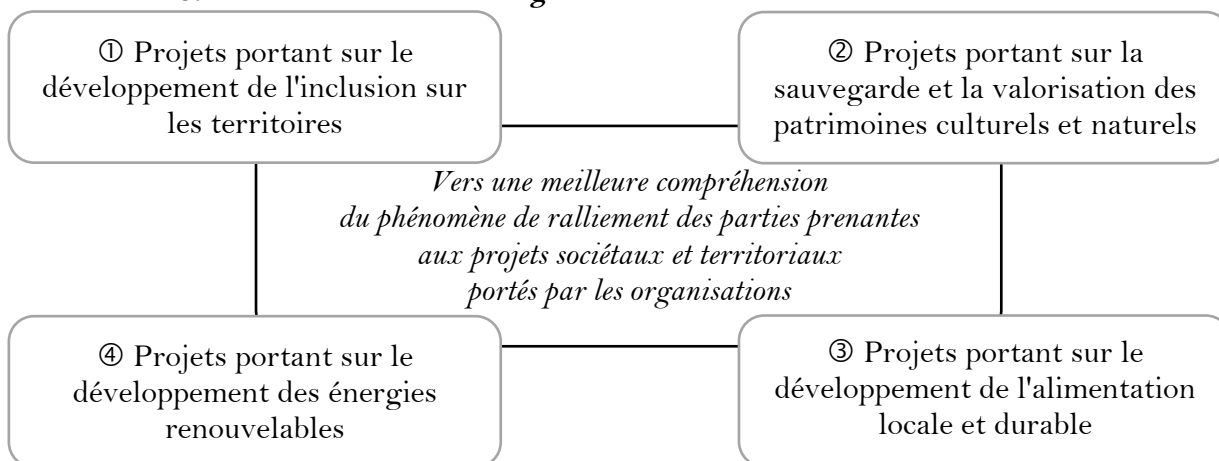 ① Projets portant sur le
développement de l'inclusion sur
les territoires
② Projets portant sur la
sauvegarde et la valorisation des
patrimoines culturels et naturels
Vers une meilleure compréhension
du phénomène de ralliement des parties prenantes
aux projets sociétaux et territoriaux
portés par les organisations
④ Projets portant sur le
développement des énergies
renouvelables
③ Projets portant sur le
développement de l'alimentation
locale et durable